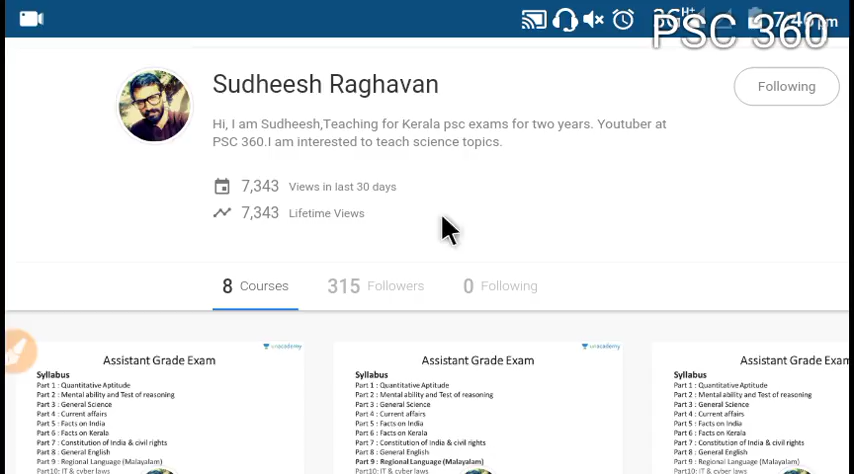 3G H+ 7:46 pm
PSC 360
Sudheesh Raghavan
Following
Hi, I am Sudheesh,Teaching for Kerala psc exams for two years. Youtuber at
PSC 360.I am interested to teach science topics.
7,343 Views in last 30 days
7,343 Lifetime Views
8 Courses 315 Followers 0 Following
unacademy
Assistant Grade Exam
Syllabus
Part 1 : Quantitative Aptitude
Part 2 : Mental ability and Test of reasoning
Part 3 : General Science
Part 4 : Current affairs
Part 5 : Facts on India
Part 6 : Facts on Kerala
Part 7 : Constitution of India & civil rights
Part 8 : General English
Part 9 : Regional Language (Malayalam)
Part10: IT & cyber laws
unacademy
Assistant Grade Exam
Syllabus
Part 1 : Quantitative Aptitude
Part 2 : Mental ability and Test of reasoning
Part 3 : General Science
Part 4 : Current affairs
Part 5 : Facts on India
Part 6 : Facts on Kerala
Part 7 : Constitution of India & civil rights
Part 8 : General English
Part 9 : Regional Language (Malayalam)
Part10: IT & cyber laws
Assistant Grade Exam
Syllabus
Part 1 : Quantitative Aptitude
Part 2 : Mental ability and Test of reasoning
Part 3 : General Science
Part 4 : Current affairs
Part 5 : Facts on India
Part 6 : Facts on Kerala
Part 7 : Constitution of India & civil rights
Part 8 : General English
Part 9 : Regional Language (Malayalam)
Part10: IT & cyber laws